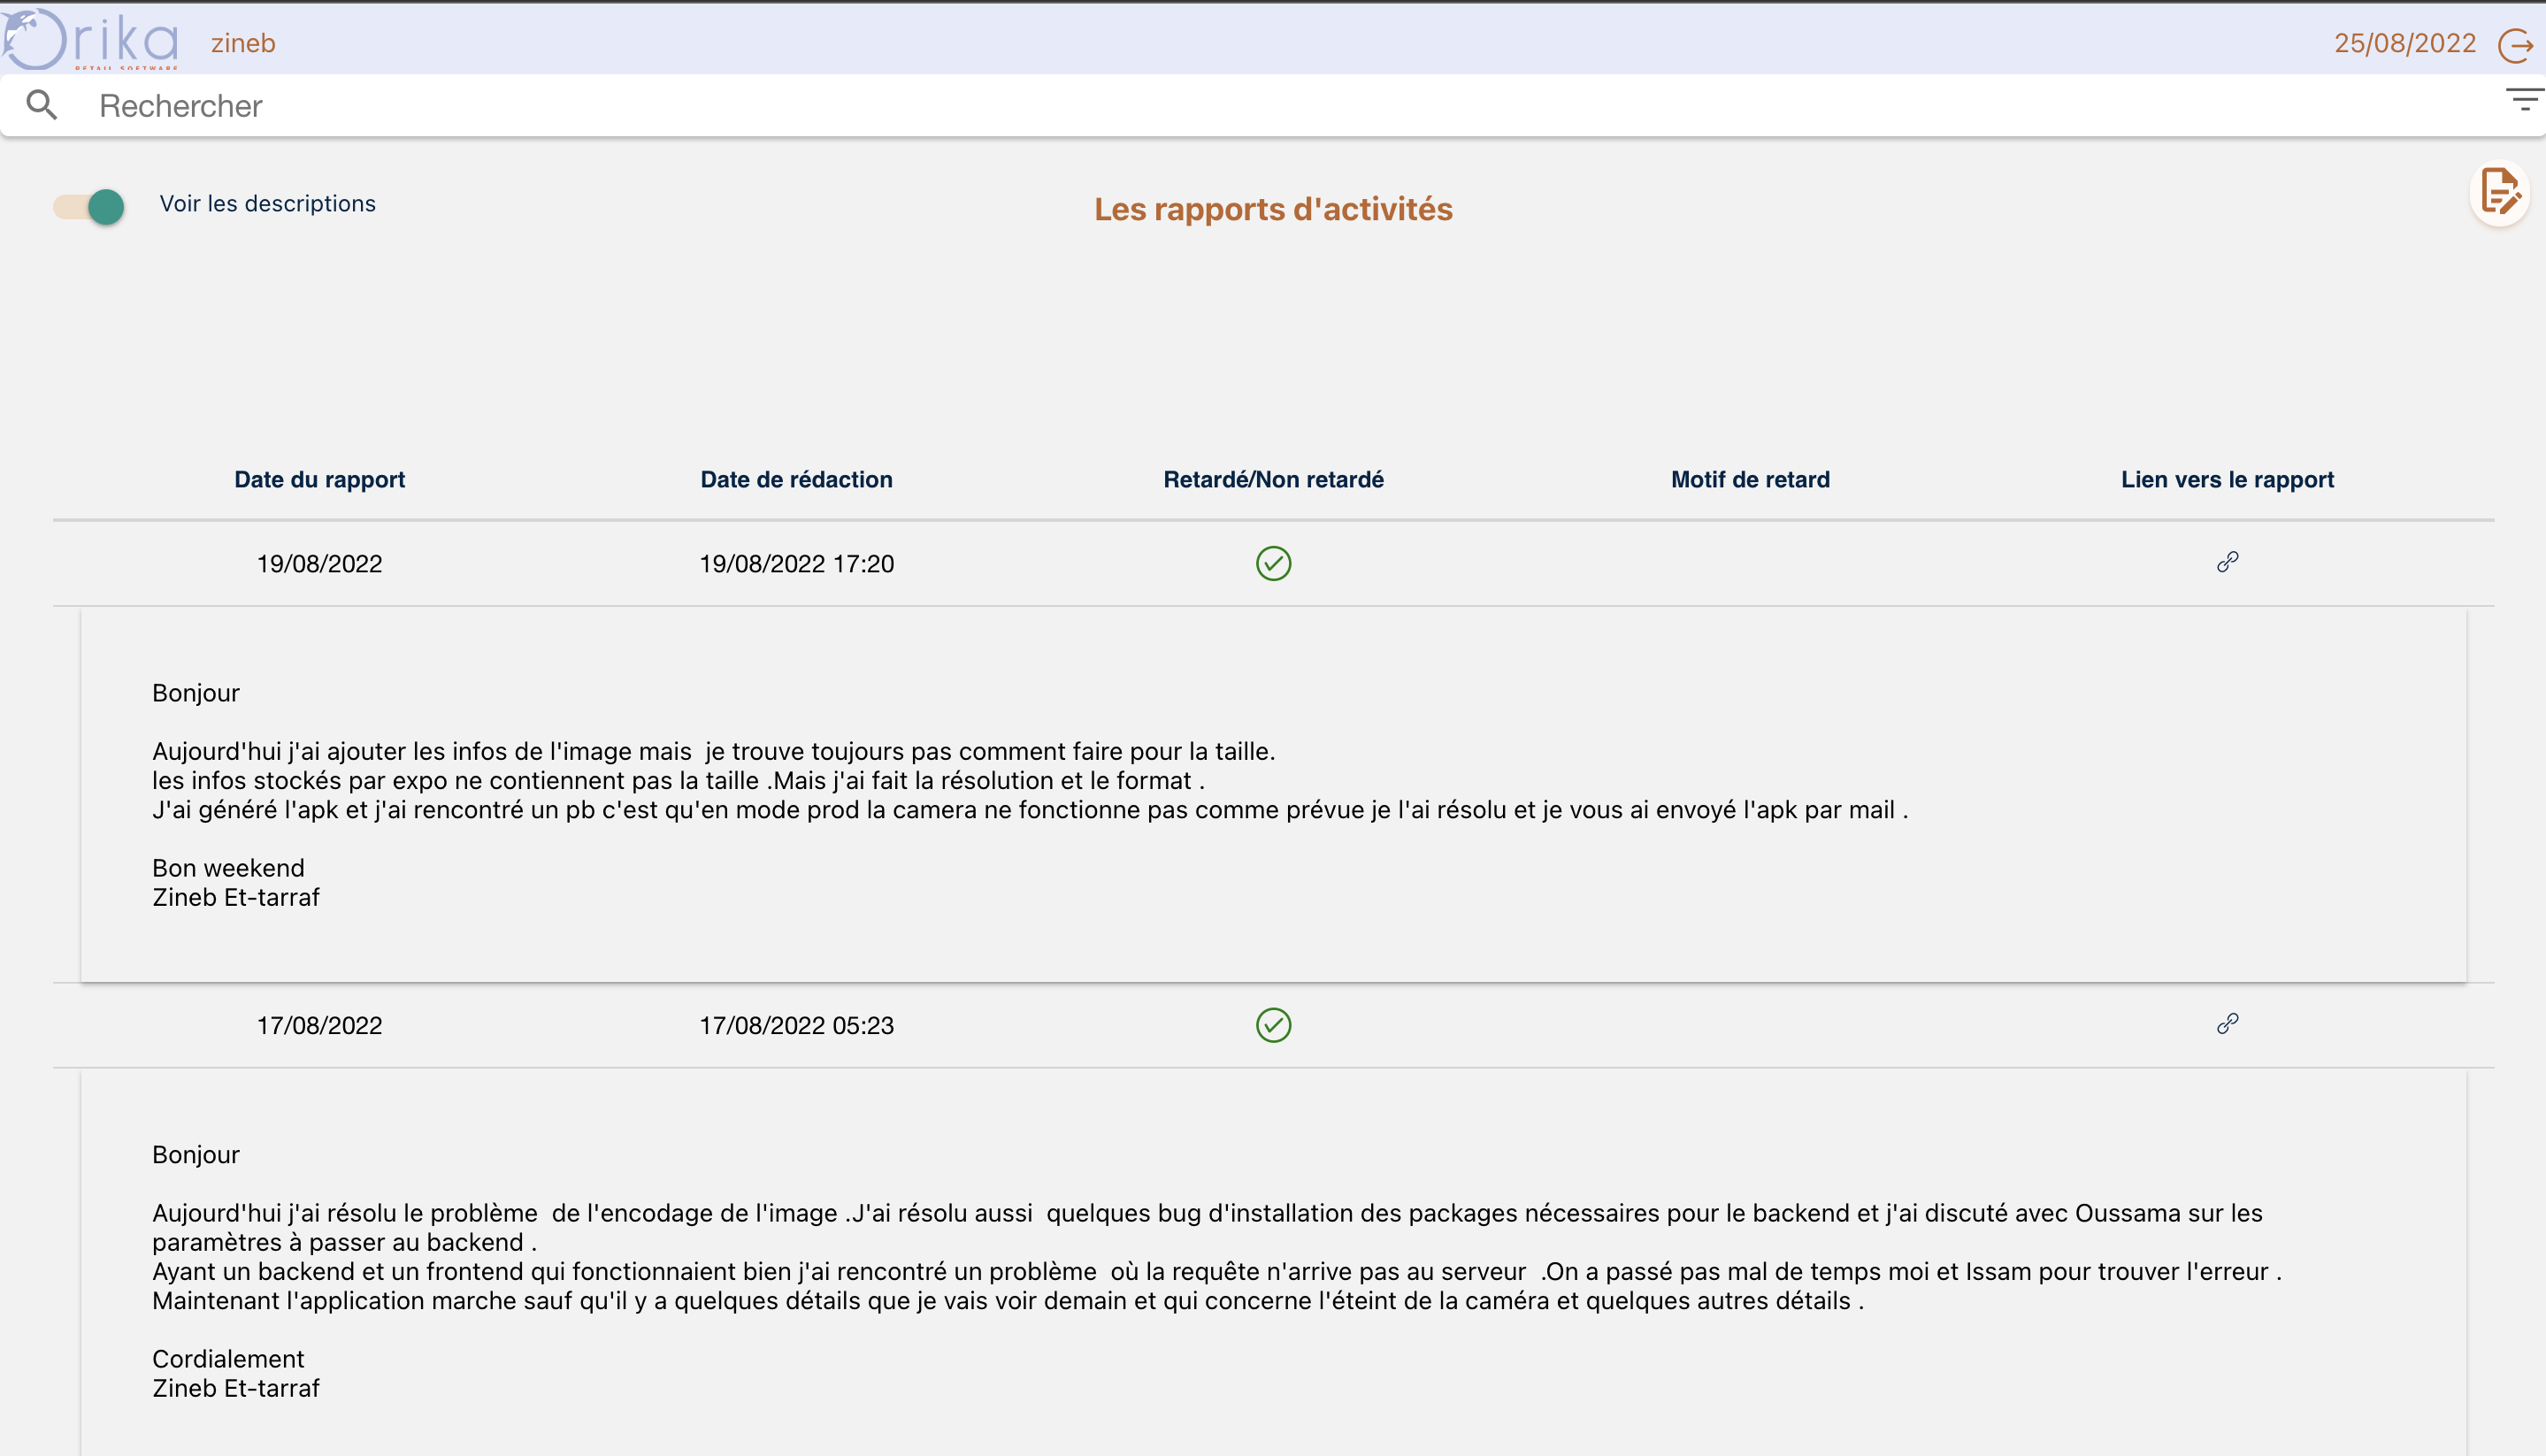 Orika
RETAIL SOFTWARE
zineb
25/08/2022
Rechercher
Voir les descriptions
Les rapports d'activités
Date du rapport Date de rédaction Retardé/Non retardé Motif de retard Lien vers le rapport
19/08/2022 19/08/2022 17:20
Bonjour
Aujourd'hui j'ai ajouter les infos de l'image mais  je trouve toujours pas comment faire pour la taille.
les infos stockés par expo ne contiennent pas la taille .Mais j'ai fait la résolution et le format .
J'ai généré l'apk et j'ai rencontré un pb c'est qu'en mode prod la camera ne fonctionne pas comme prévue je l'ai résolu et je vous ai envoyé l'apk par mail .
Bon weekend
Zineb Et-tarraf
17/08/2022 17/08/2022 05:23
Bonjour
Aujourd'hui j'ai résolu le problème  de l'encodage de l'image .J'ai résolu aussi  quelques bug d'installation des packages nécessaires pour le backend et j'ai discuté avec Oussama sur les
paramètres à passer au backend .
Ayant un backend et un frontend qui fonctionnaient bien j'ai rencontré un problème  où la requête n'arrive pas au serveur  .On a passé pas mal de temps moi et Issam pour trouver l'erreur .
Maintenant l'application marche sauf qu'il y a quelques détails que je vais voir demain et qui concerne l'éteint de la caméra et quelques autres détails .
Cordialement
Zineb Et-tarraf